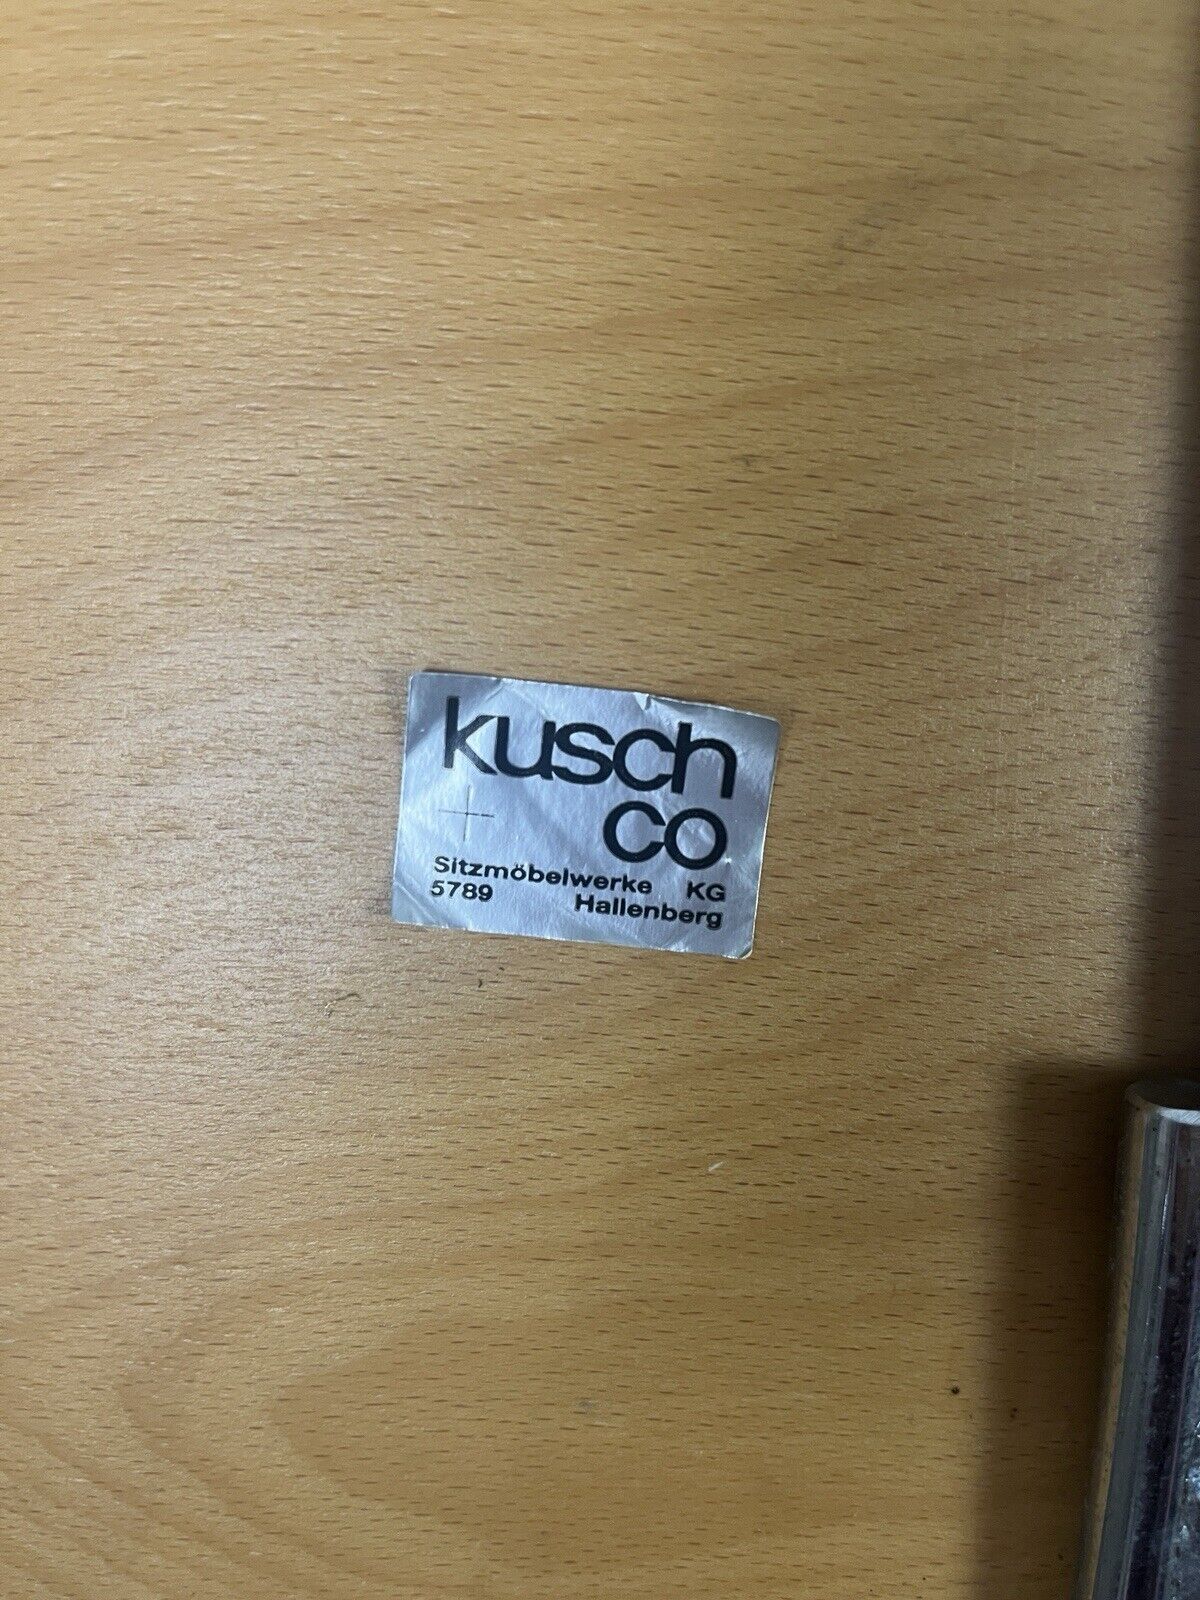 kusch
+ co
Sitzmöbelwerke KG
5789 Hallenberg